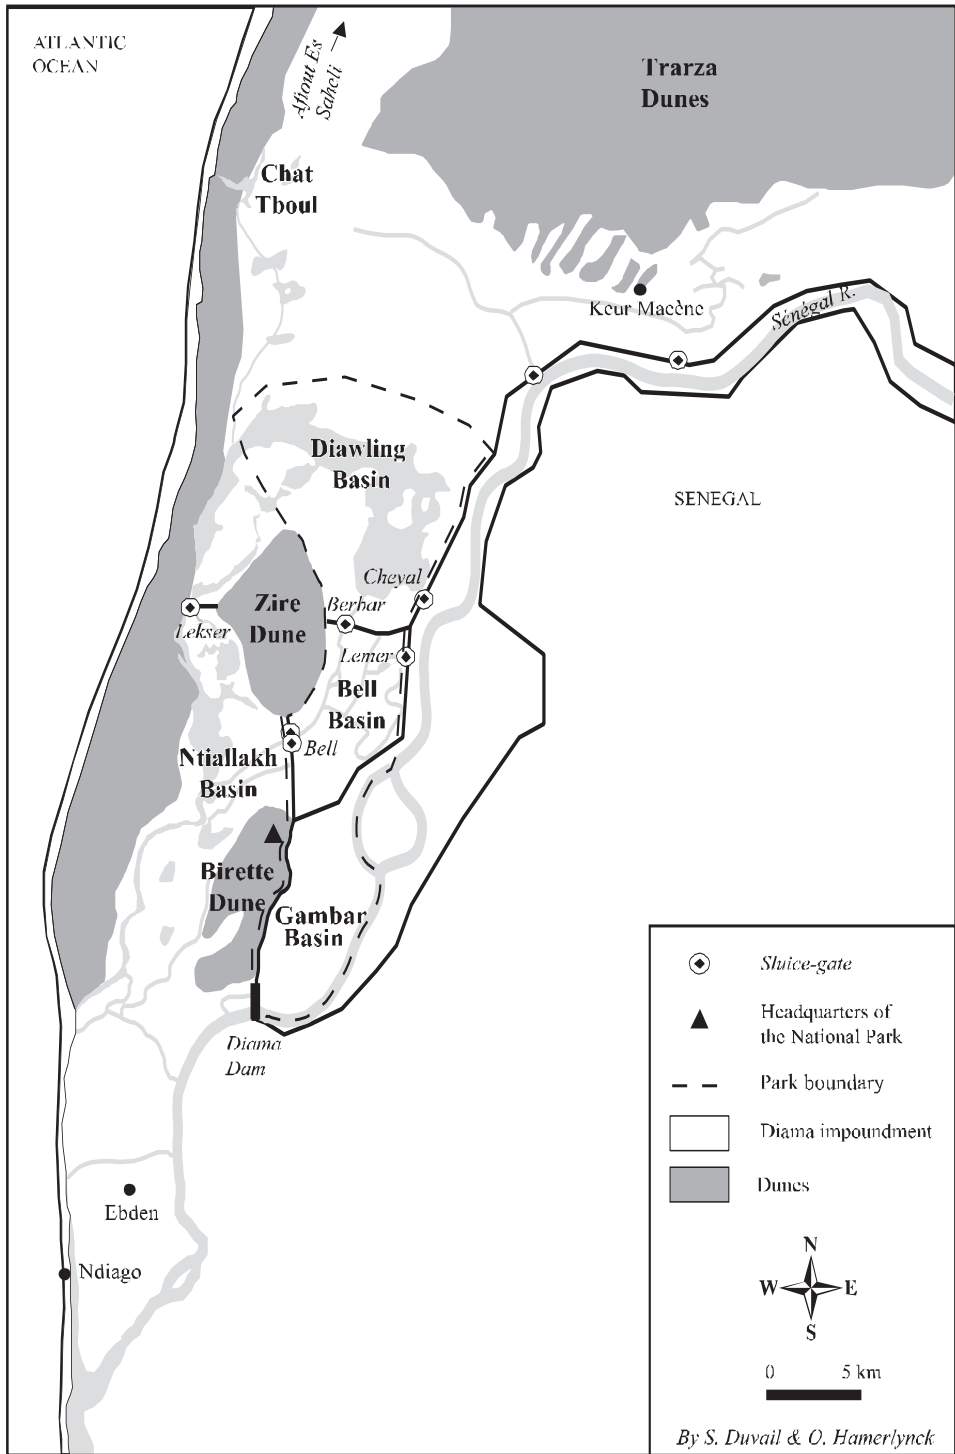 ATLANTIC
OCEAN
Aftout Es
Saheli
Trarza
Dunes
Chat
Tboul
Keur Macène
Sénégal R.
Diawling
Basin
SENEGAL
Cheyal
Zire
Dune
Berbar
Lekser
Lemer
Bell
Basin
Bell
Ntiallakh
Basin
Birette
Dune
Gambar
Basin
Diama
Dam
Ebden
Ndiago
Sluice-gate
Headquarters of
the National Park
Park boundary
Diama impoundment
Dunes
N
W
E
S
0
5 km
By S. Duvail & O. Hamerlynck